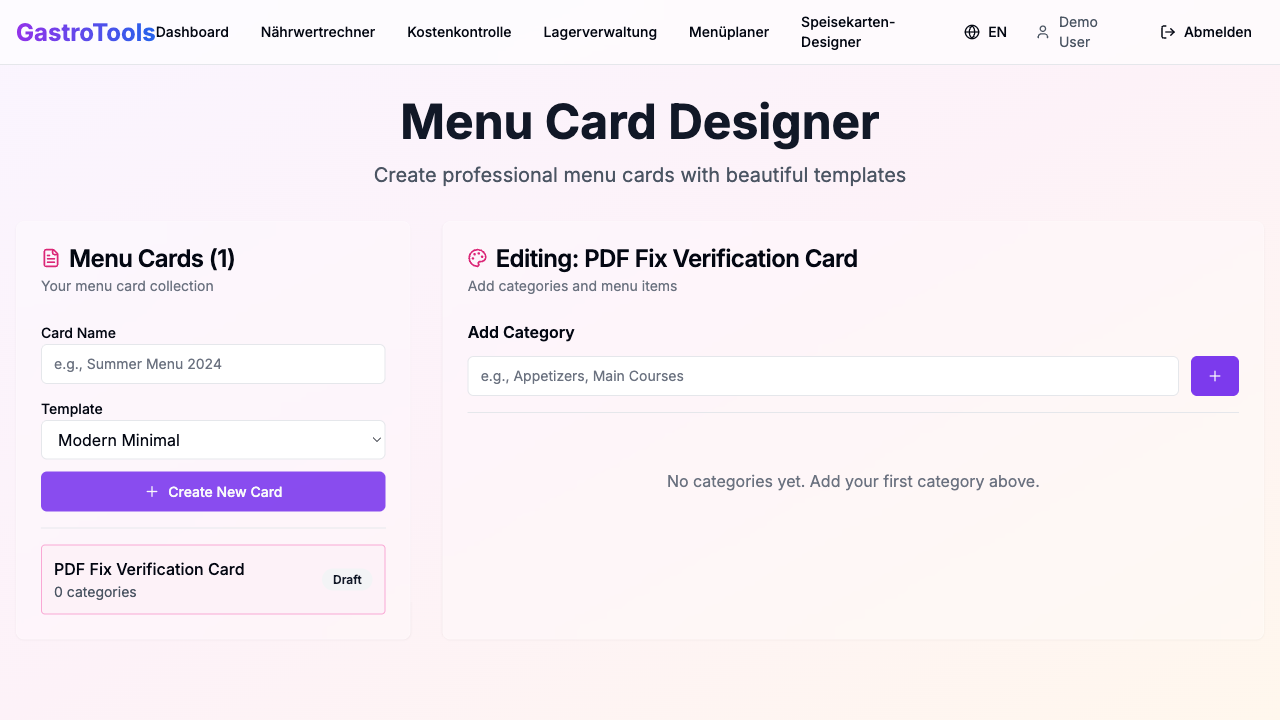 GastroTools
Dashboard
Nährwertrechner
Kostenkontrolle
Lagerverwaltung
Menüplaner
Speisekarten-
Designer
EN
Demo
User
Abmelden
Menu Card Designer
Create professional menu cards with beautiful templates
Menu Cards (1)
Your menu card collection
Card Name
e.g., Summer Menu 2024
Template
Modern Minimal
Create New Card
PDF Fix Verification Card
0 categories
Draft
Editing: PDF Fix Verification Card
Add categories and menu items
Add Category
e.g., Appetizers, Main Courses
No categories yet. Add your first category above.